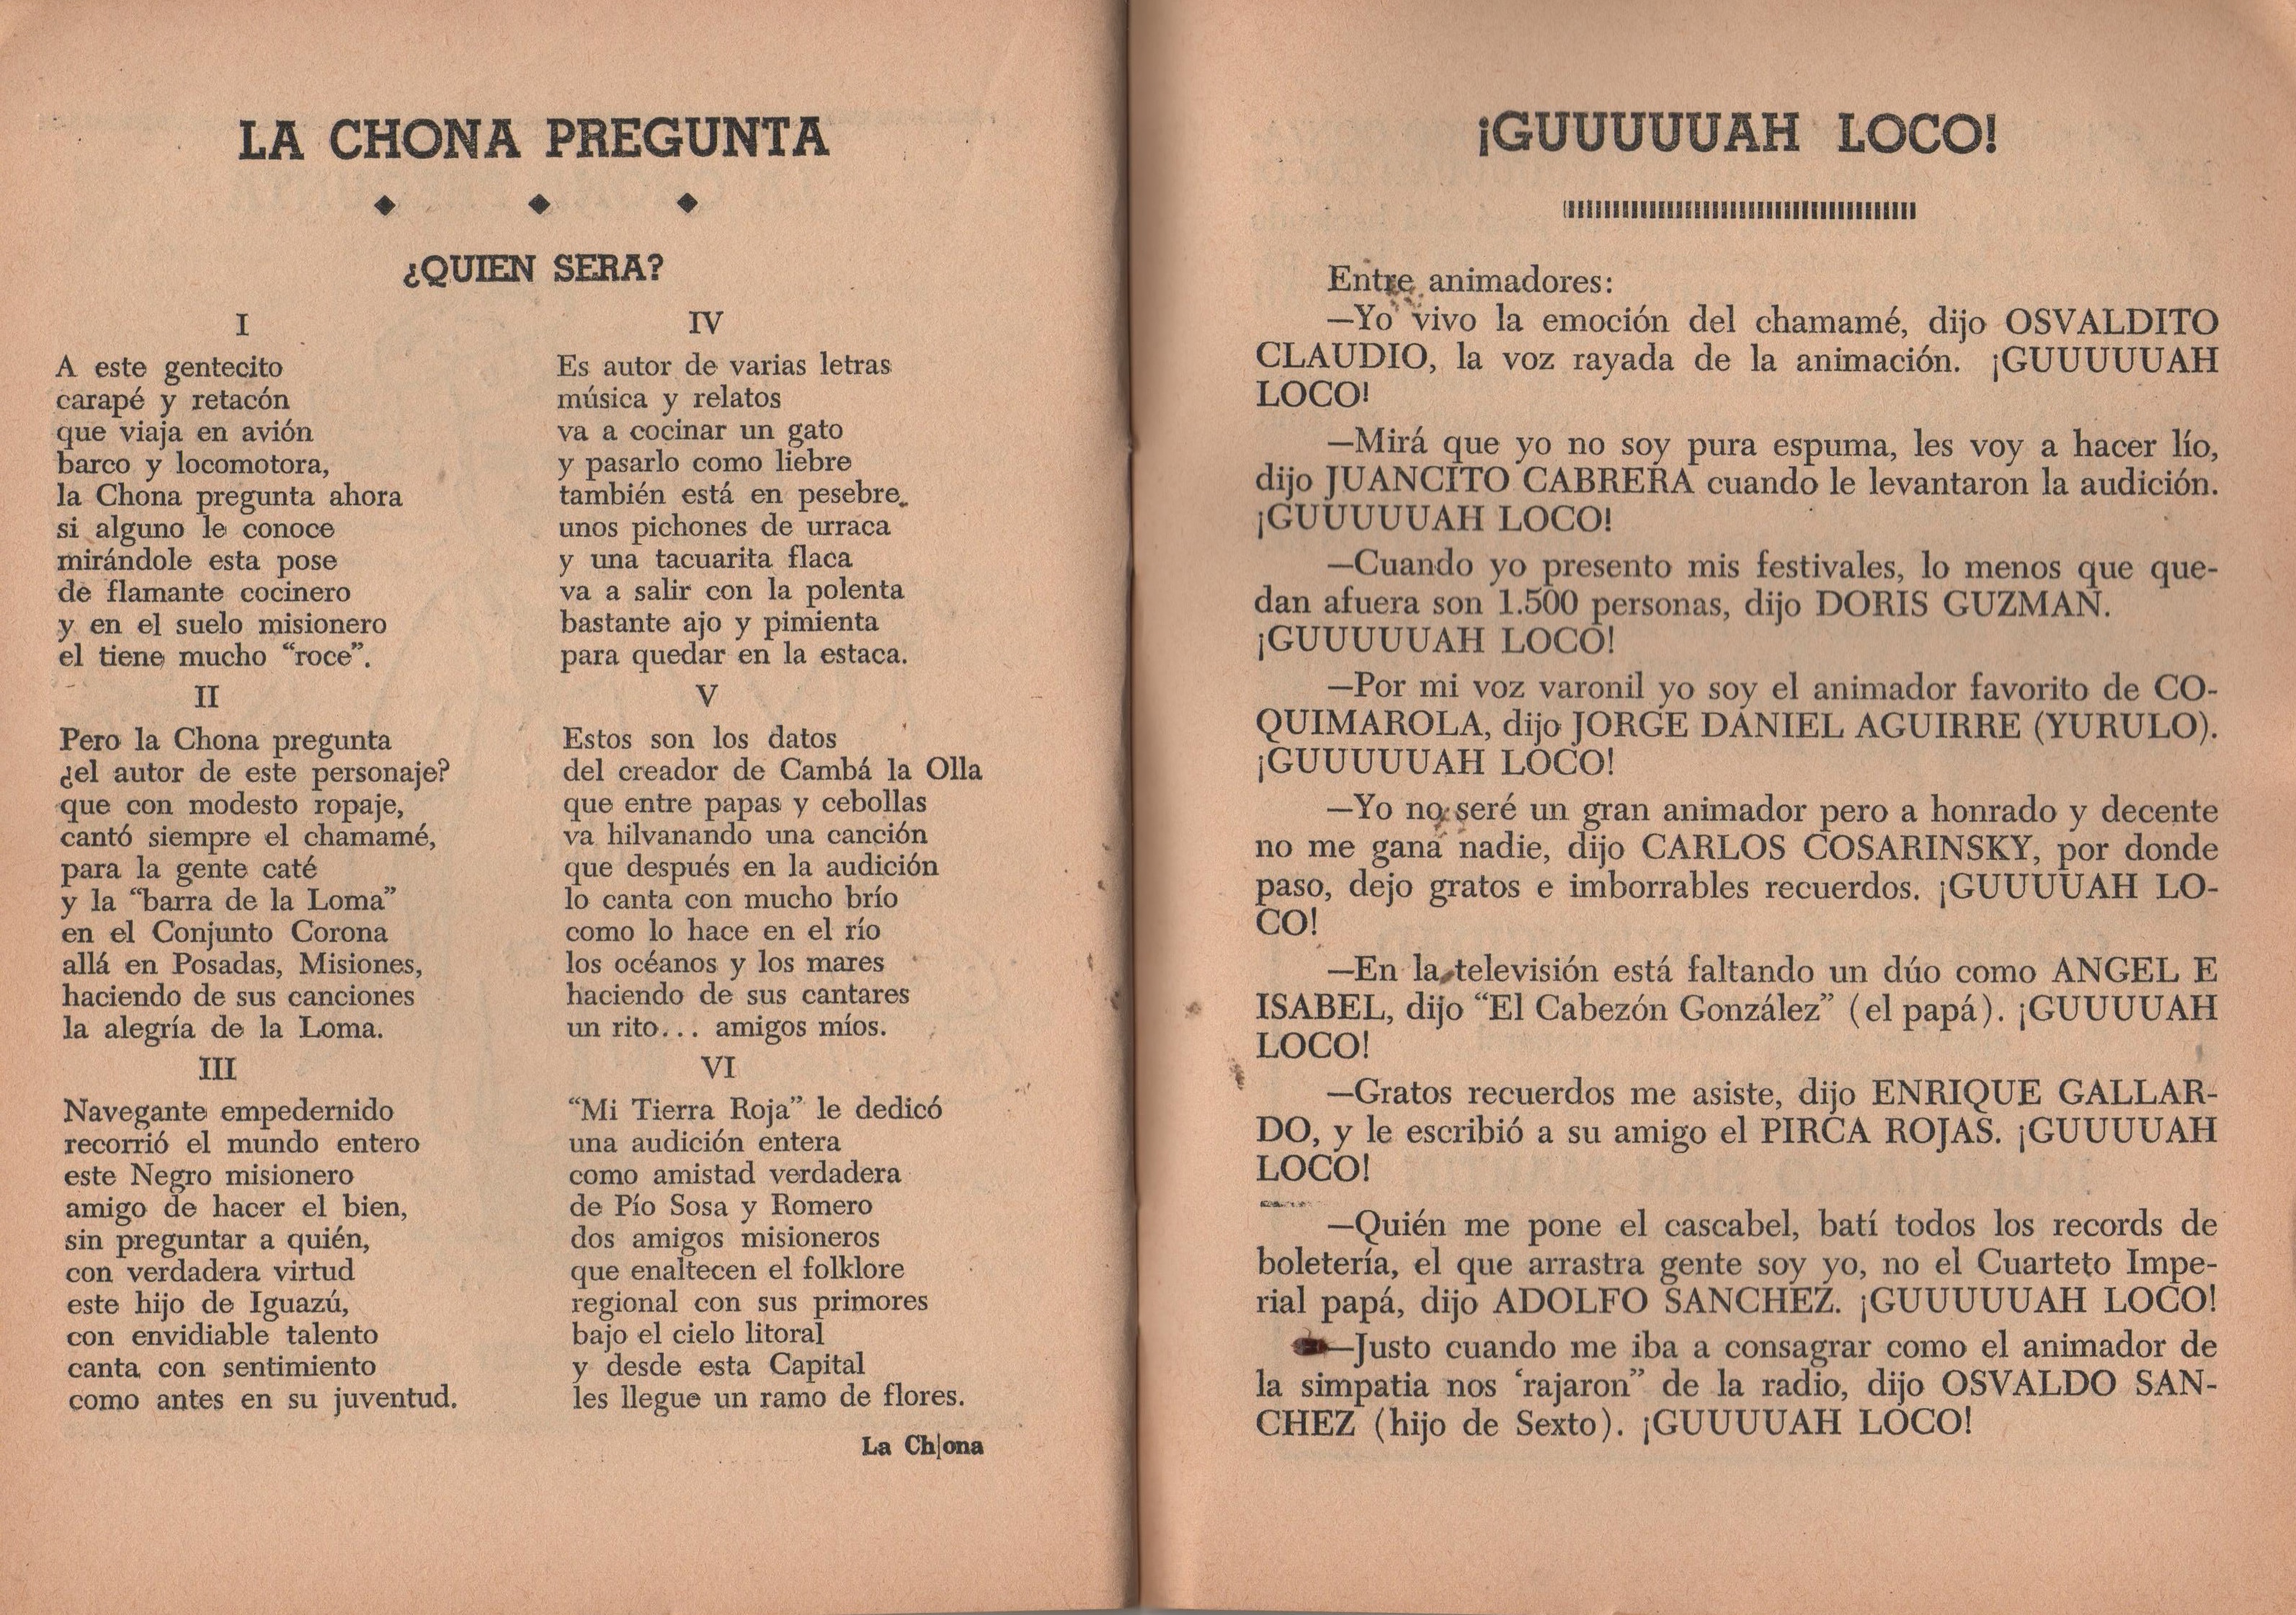 LA CHONA PREGUNTA
¿QUIEN SERA?
I
A este gentecito
carapé y retacón
que viaja en avión
barco y locomotora,
la Chona pregunta ahora
si alguno le conoce
mirándole esta pose
de flamante cocinero
y en el suelo misionero
el tiene mucho “roce”.
II
Pero la Chona pregunta
¿el autor de este personaje?
que con modesto ropaje,
cantó siempre el chamamé,
para la gente caté
y la “barra de la Loma”
en el Conjunto Corona
allá en Posadas, Misiones,
haciendo de sus canciones
la alegría de la Loma.
III
Navegante empedernido
recorrió el mundo entero
este Negro misionero
amigo de hacer el bien,
sin preguntar a quién,
con verdadera virtud
este hijo de Iguazú,
con envidiable talento
canta con sentimiento
como antes en su juventud.
IV
Es autor de varias letras
música y relatos
va a cocinar un gato
y pasarlo como liebre
también está en pesebre.
unos pichones de urraca
y una tacuarita flaca
va a salir con la polenta
bastante ajo y pimienta
para quedar en la estaca.
V
Estos son los datos
del creador de Cambá la Olla
que entre papas y cebollas
va hilvanando una canción
que después en la audición
lo canta con mucho brío
como lo hace en el río
los océanos y los mares
haciendo de sus cantares
un rito... amigos míos.
VI
“Mi Tierra Roja” le dedicó
una audición entera
como amistad verdadera
de Pío Sosa y Romero
dos amigos misioneros
que enaltecen el folklore
regional con sus primores
bajo el cielo litoral
y desde esta Capital
les llegue un ramo de flores.
La Ch|ona
¡GUUUUUAH LOCO!
Entre animadores:
—Yo vivo la emoción del chamamé, dijo OSVALDITO
CLAUDIO, la voz rayada de la animación. ¡GUUUUUAH
LOCO!
—Mirá que yo no soy pura espuma, les voy a hacer lío,
dijo JUANCITO CABRERA cuando le levantaron la audición.
¡GUUUUUAH LOCO!
—Cuando yo presento mis festivales, lo menos que que-
dan afuera son 1.500 personas, dijo DORIS GUZMAN.
¡GUUUUUAH LOCO!
—Por mi voz varonil yo soy el animador favorito de CO-
QUIMAROLA, dijo JORGE DANIEL AGUIRRE (YURULO).
¡GUUUUUAH LOCO!
—Yo no seré un gran animador pero a honrado y decente
no me gana nadie, dijo CARLOS COSARINSKY, por donde
paso, dejo gratos e imborrables recuerdos. ¡GUUUUAH LO-
CO!
—En la televisión está faltando un dúo como ANGEL E
ISABEL, dijo “El Cabezón González” (el papá). ¡GUUUUAH
LOCO!
—Gratos recuerdos me asiste, dijo ENRIQUE GALLAR-
DO, y le escribió a su amigo el PIRCA ROJAS. ¡GUUUUAH
LOCO!
—Quién me pone el cascabel, batí todos los records de
boletería, el que arrastra gente soy yo, no el Cuarteto Impe-
rial papá, dijo ADOLFO SANCHEZ. ¡GUUUUUAH LOCO!
—Justo cuando me iba a consagrar como el animador de
la simpatia nos ‘rajaron” de la radio, dijo OSVALDO SAN-
CHEZ (hijo de Sexto). ¡GUUUUAH LOCO!